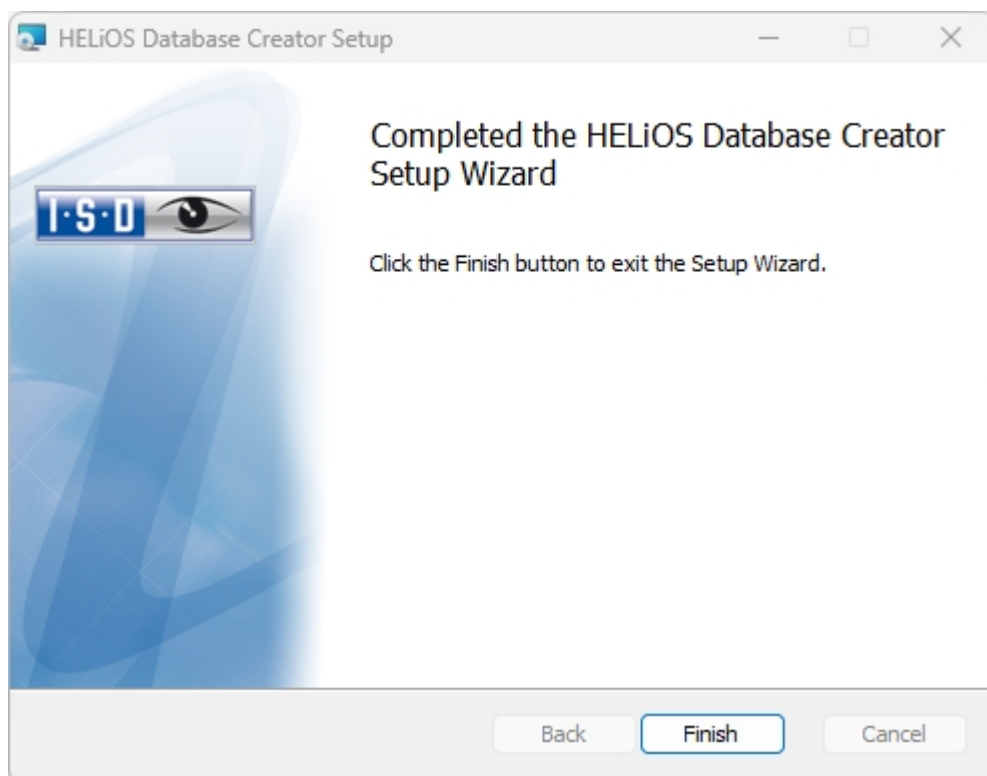 HELiOS Database Creator Setup
Completed the HELiOS Database Creator
Setup Wizard
I·S·D
Click the Finish button to exit the Setup Wizard.
Back
Finish
Cancel